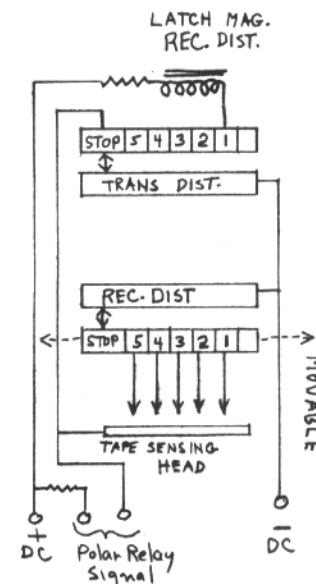 LATCH MAG.
REC. DIST.
STOP 5 4 3 2 1
TRANS DIST.
REC. DIST
STOP 5 4 3 2 1
MOVABLE
TAPE SENSING
HEAD
+
DC
Polar Relay
Signal
–
DC